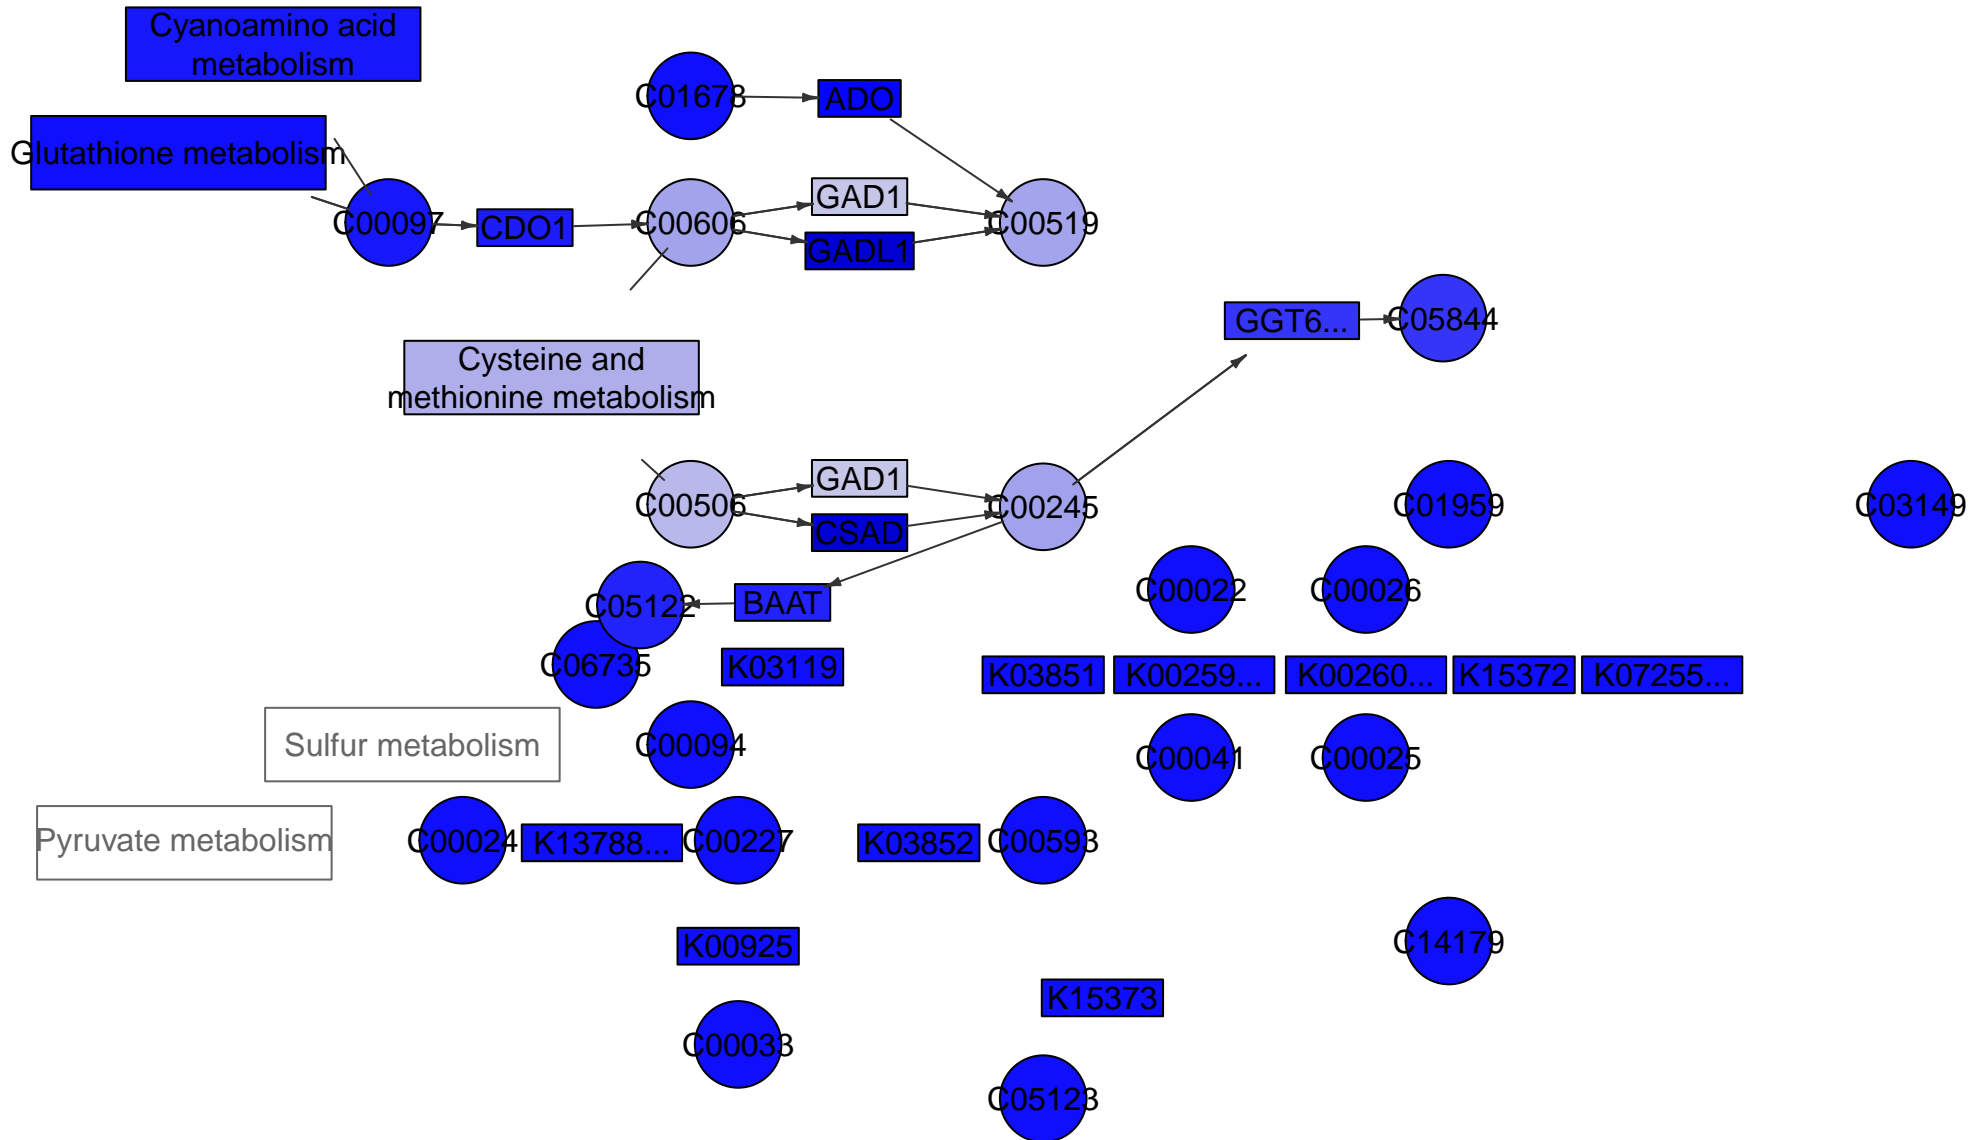 Cyanoamino acid
metabolism
C01678
ADO
Glutathione metabolism
GAD1
C00097
CDO1
C00606
C00519
GADL1
GGT6...
C05844
Cysteine and
methionine metabolism
GAD1
C00506
C00245
C01959
C03149
CSAD
C05122
BAAT
C00022
C00026
C06735
K03119
K03851
K00259...
K00260...
K15372
K07255...
Sulfur metabolism
C00094
C00041
C00025
Pyruvate metabolism
C00024
K13788...
C00227
K03852
C00593
K00925
C14179
K15373
C00033
C05123